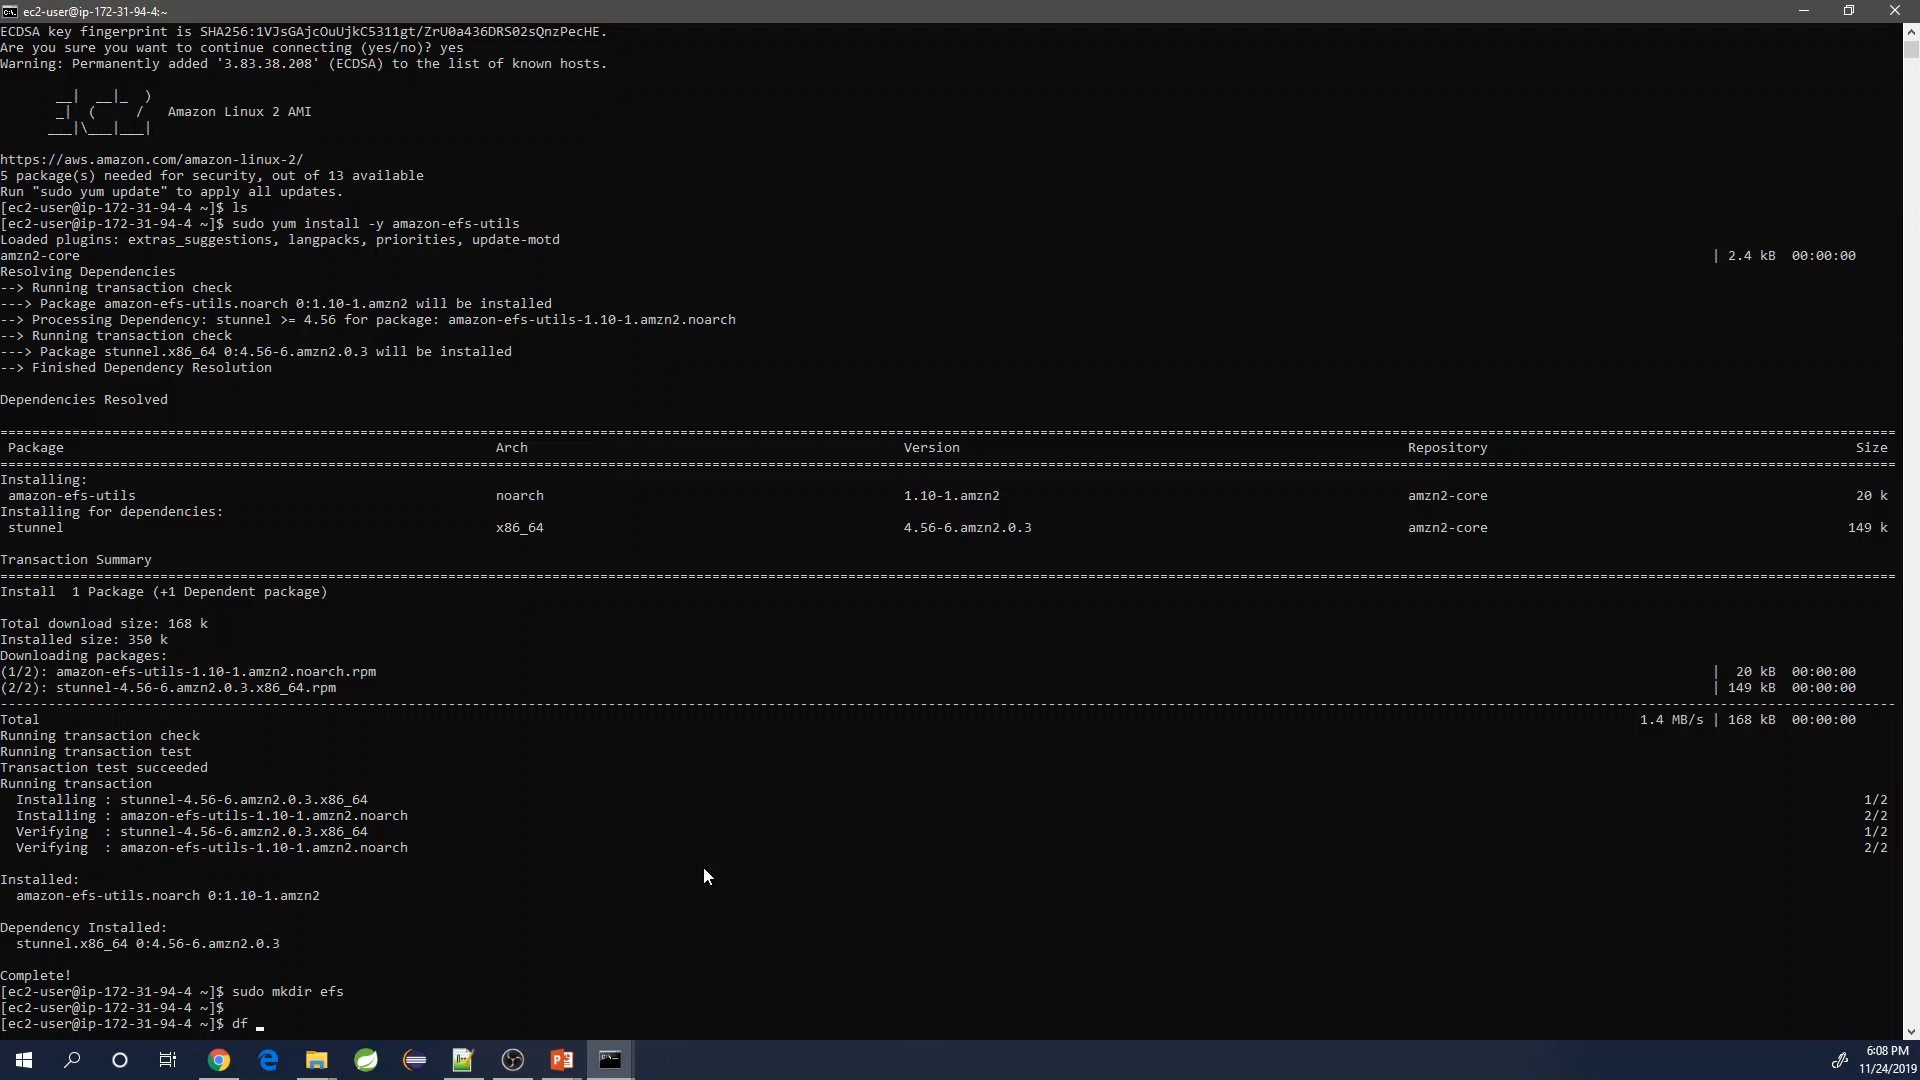 ec2-user@ip-172-31-94-4:~
ECDSA key fingerprint is SHA256:1VJsGAjcOuUjkC5311gt/ZrU0a436DRS02sQnzPecHE.
Are you sure you want to continue connecting (yes/no)? yes
Warning: Permanently added '3.83.38.208' (ECDSA) to the list of known hosts.
       __|  __|_  )
       _|  (     /   Amazon Linux 2 AMI
      ___|\___|___|
https://aws.amazon.com/amazon-linux-2/
5 package(s) needed for security, out of 13 available
Run "sudo yum update" to apply all updates.
[ec2-user@ip-172-31-94-4 ~]$ ls
[ec2-user@ip-172-31-94-4 ~]$ sudo yum install -y amazon-efs-utils
Loaded plugins: extras_suggestions, langpacks, priorities, update-motd
amzn2-core | 2.4 kB 00:00:00
Resolving Dependencies
--> Running transaction check
---> Package amazon-efs-utils.noarch 0:1.10-1.amzn2 will be installed
--> Processing Dependency: stunnel >= 4.56 for package: amazon-efs-utils-1.10-1.amzn2.noarch
--> Running transaction check
---> Package stunnel.x86_64 0:4.56-6.amzn2.0.3 will be installed
--> Finished Dependency Resolution
Dependencies Resolved
Package Arch Version Repository Size
Installing:
amazon-efs-utils noarch 1.10-1.amzn2 amzn2-core 20 k
Installing for dependencies:
stunnel x86_64 4.56-6.amzn2.0.3 amzn2-core 149 k
Transaction Summary
Install 1 Package (+1 Dependent package)
Total download size: 168 k
Installed size: 350 k
Downloading packages:
(1/2): amazon-efs-utils-1.10-1.amzn2.noarch.rpm | 20 kB 00:00:00
(2/2): stunnel-4.56-6.amzn2.0.3.x86_64.rpm | 149 kB 00:00:00
Total 1.4 MB/s | 168 kB 00:00:00
Running transaction check
Running transaction test
Transaction test succeeded
Running transaction
Installing : stunnel-4.56-6.amzn2.0.3.x86_64 1/2
Installing : amazon-efs-utils-1.10-1.amzn2.noarch 2/2
Verifying : stunnel-4.56-6.amzn2.0.3.x86_64 1/2
Verifying : amazon-efs-utils-1.10-1.amzn2.noarch 2/2
Installed:
amazon-efs-utils.noarch 0:1.10-1.amzn2
Dependency Installed:
stunnel.x86_64 0:4.56-6.amzn2.0.3
Complete!
[ec2-user@ip-172-31-94-4 ~]$ sudo mkdir efs
[ec2-user@ip-172-31-94-4 ~]$
[ec2-user@ip-172-31-94-4 ~]$ df _
6:08 PM
11/24/2019